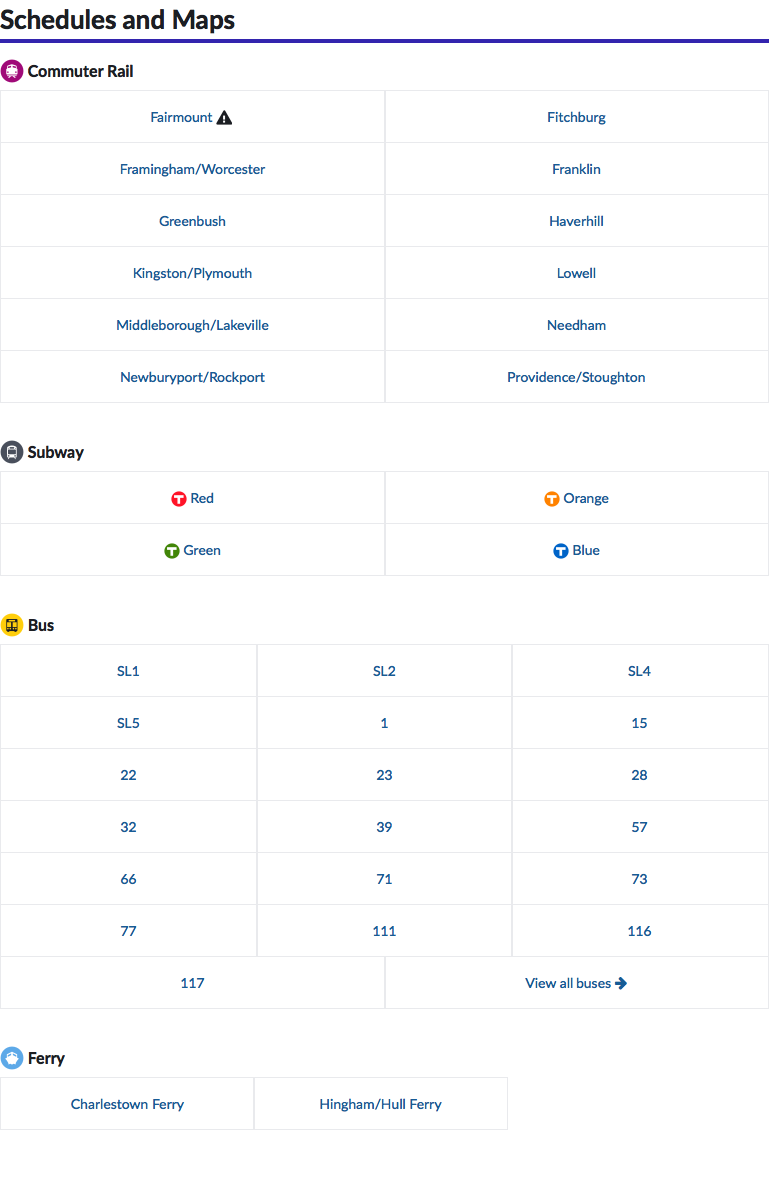 Schedules and Maps
Commuter Rail
Fairmount
Fitchburg
Framingham/Worcester
Franklin
Greenbush
Haverhill
Kingston/Plymouth
Lowell
Middleborough/Lakeville
Needham
Newburyport/Rockport
Providence/Stoughton
Subway
T Red
T Orange
T Green
T Blue
Bus
SL1
SL2
SL4
SL5
1
15
22
23
28
32
39
57
66
71
73
77
111
116
117
View all buses
Ferry
Charlestown Ferry
Hingham/Hull Ferry